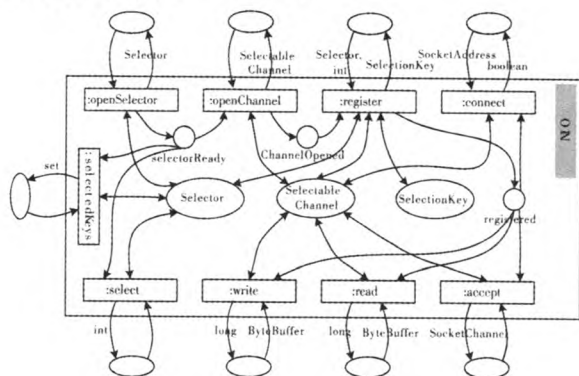 Selector
Selectable
Channel
Selector,
int
SelectionKey
SocketAddress
boolean
:openSelector
:openChannel
:register
:connect
NO
selectorReady
ChannelOpened
set
:selectedKeys
Selector
Selectable
Channel
SelectionKey
registered
:select
:write
:read
:accept
int
long
ByteBuffer
long
ByteBuffer
SocketChannel